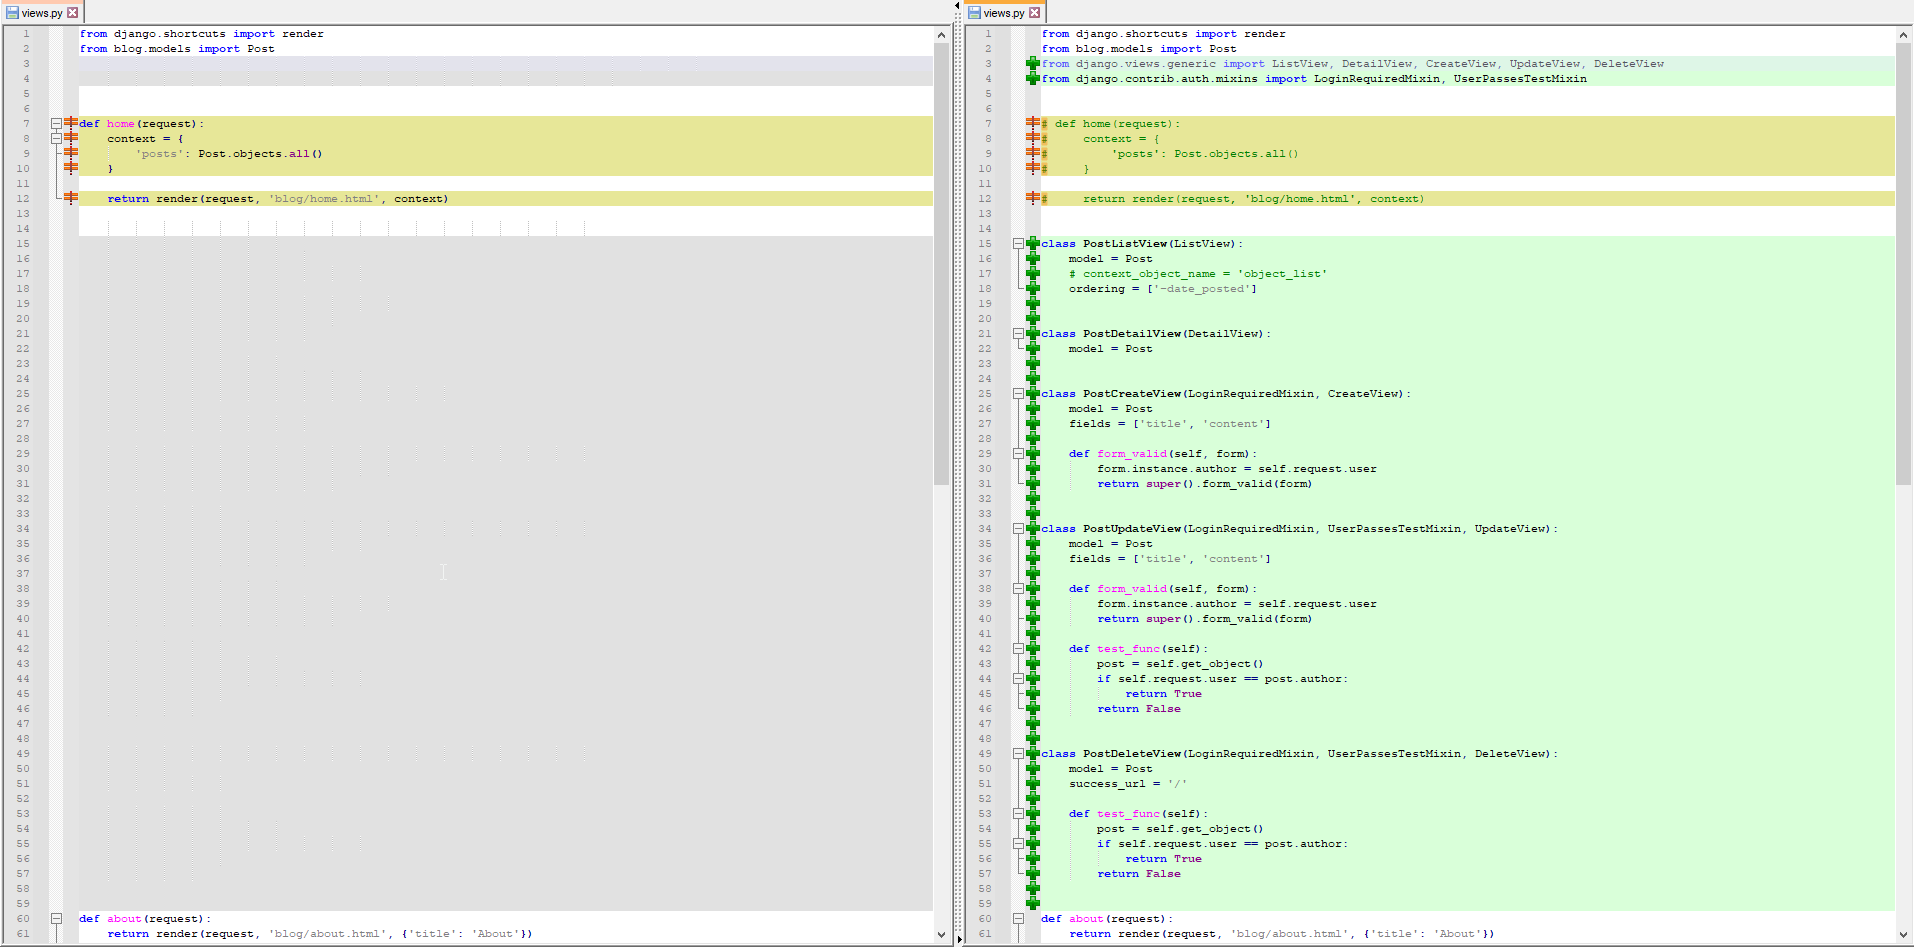 views.py
1 from django.shortcuts import render
2 from blog.models import Post
3
4
5
6
7 def home(request):
8     context = {
9         'posts': Post.objects.all()
10     }
11
12     return render(request, 'blog/home.html', context)
13
14
15
16
17
18
19
20
21
22
23
24
25
26
27
28
29
30
31
32
33
34
35
36
37
38
39
40
41
42
43
44
45
46
47
48
49
50
51
52
53
54
55
56
57
58
59
60 def about(request):
61     return render(request, 'blog/about.html', {'title': 'About'})
views.py
1 from django.shortcuts import render
2 from blog.models import Post
3 from django.views.generic import ListView, DetailView, CreateView, UpdateView, DeleteView
4 from django.contrib.auth.mixins import LoginRequiredMixin, UserPassesTestMixin
5
6
7 # def home(request):
8 #     context = {
9 #         'posts': Post.objects.all()
10 #     }
11
12 #     return render(request, 'blog/home.html', context)
13
14
15 class PostListView(ListView):
16     model = Post
17     # context_object_name = 'object_list'
18     ordering = ['-date_posted']
19
20
21 class PostDetailView(DetailView):
22     model = Post
23
24
25 class PostCreateView(LoginRequiredMixin, CreateView):
26     model = Post
27     fields = ['title', 'content']
28
29     def form_valid(self, form):
30         form.instance.author = self.request.user
31         return super().form_valid(form)
32
33
34 class PostUpdateView(LoginRequiredMixin, UserPassesTestMixin, UpdateView):
35     model = Post
36     fields = ['title', 'content']
37
38     def form_valid(self, form):
39         form.instance.author = self.request.user
40         return super().form_valid(form)
41
42     def test_func(self):
43         post = self.get_object()
44         if self.request.user == post.author:
45             return True
46         return False
47
48
49 class PostDeleteView(LoginRequiredMixin, UserPassesTestMixin, DeleteView):
50     model = Post
51     success_url = '/'
52
53     def test_func(self):
54         post = self.get_object()
55         if self.request.user == post.author:
56             return True
57         return False
58
59
60 def about(request):
61     return render(request, 'blog/about.html', {'title': 'About'})